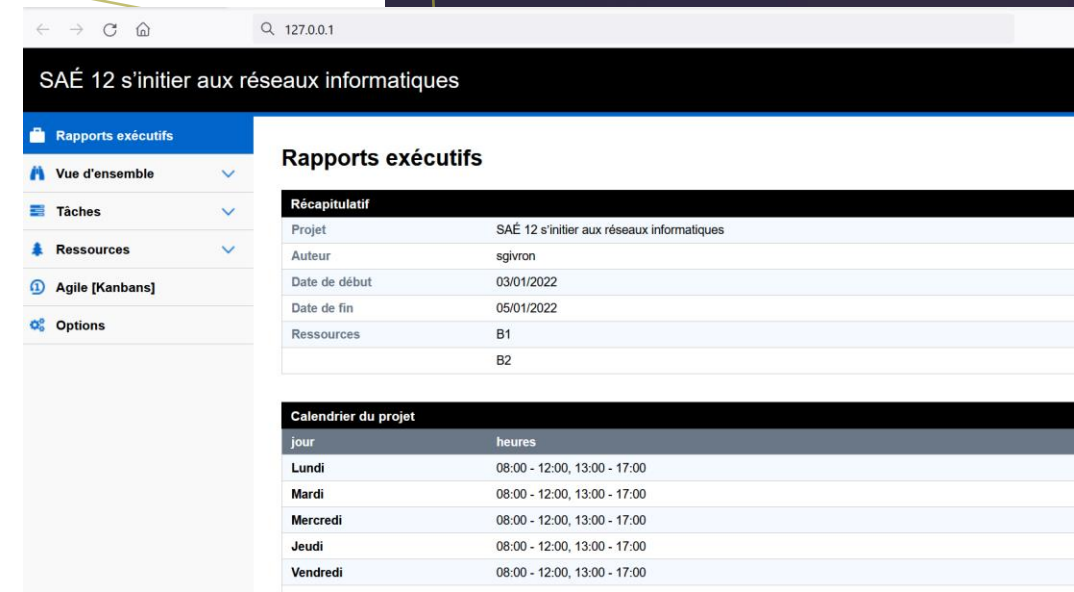 127.0.0.1
SAÉ 12 s'initier aux réseaux informatiques
Rapports exécutifs
Vue d'ensemble
Tâches
Ressources
Agile [Kanbans]
Options
Rapports exécutifs
Récapitulatif
Projet SAÉ 12 s'initier aux réseaux informatiques
Auteur sgivron
Date de début 03/01/2022
Date de fin 05/01/2022
Ressources B1
B2
Calendrier du projet
jour heures
Lundi 08:00 - 12:00, 13:00 - 17:00
Mardi 08:00 - 12:00, 13:00 - 17:00
Mercredi 08:00 - 12:00, 13:00 - 17:00
Jeudi 08:00 - 12:00, 13:00 - 17:00
Vendredi 08:00 - 12:00, 13:00 - 17:00